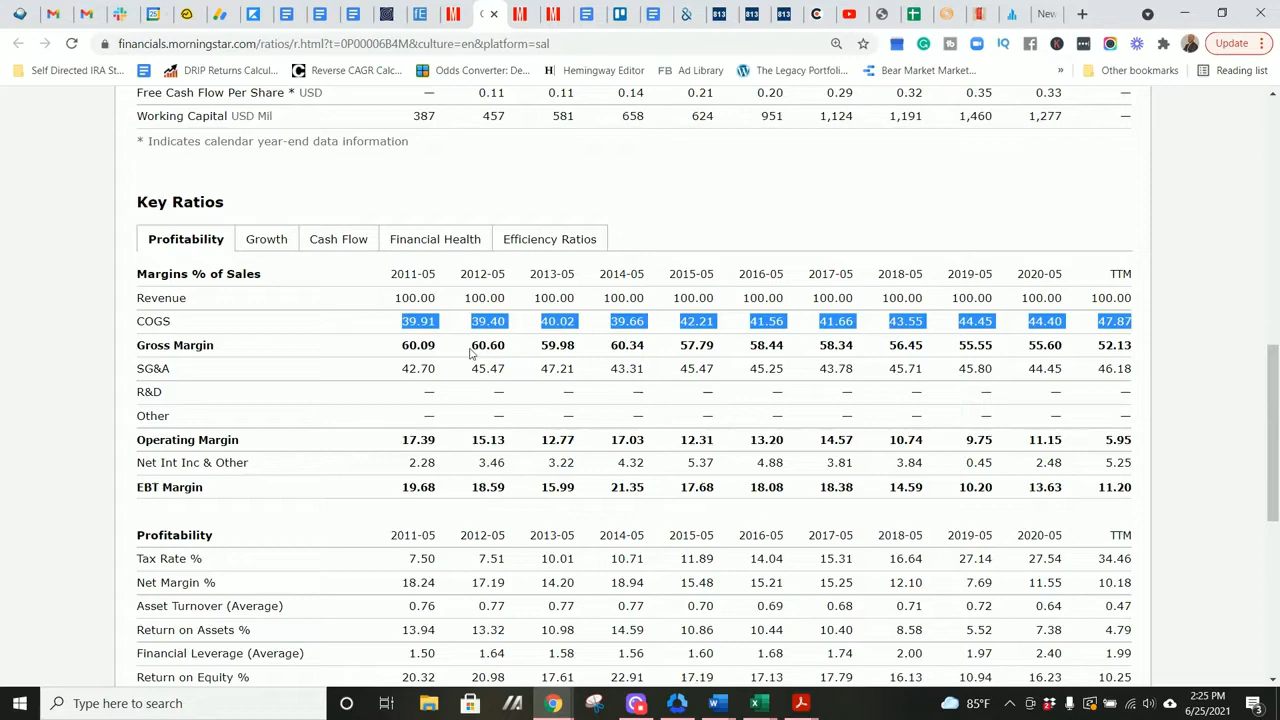 813 813 813 New
financials.morningstar.com/ratios/r.html?t=0P00006B4M&culture=en&platform=sal Update
Self Directed IRA St... DRIP Returns Calcul... Reverse CAGR Calc... Odds Converter: De... Hemingway Editor FB Ad Library The Legacy Portfoli... Bear Market Market... » Other bookmarks Reading list
Free Cash Flow Per Share * USD — 0.11 0.11 0.14 0.21 0.20 0.29 0.32 0.35 0.33
Working Capital USD Mil 387 457 581 658 624 951 1,124 1,191 1,460 1,277 —
* Indicates calendar year-end data information
Key Ratios
Profitability Growth Cash Flow Financial Health Efficiency Ratios
Margins % of Sales 2011-05 2012-05 2013-05 2014-05 2015-05 2016-05 2017-05 2018-05 2019-05 2020-05 TTM
Revenue 100.00 100.00 100.00 100.00 100.00 100.00 100.00 100.00 100.00 100.00 100.00
COGS 39.91 39.40 40.02 39.66 42.21 41.56 41.66 43.55 44.45 44.40 47.87
Gross Margin 60.09 60.60 59.98 60.34 57.79 58.44 58.34 56.45 55.55 55.60 52.13
SG&A 42.70 45.47 47.21 43.31 45.47 45.25 43.78 45.71 45.80 44.45 46.18
R&D — — — — — — — — — — —
Other — — — — — — — — — — —
Operating Margin 17.39 15.13 12.77 17.03 12.31 13.20 14.57 10.74 9.75 11.15 5.95
Net Int Inc & Other 2.28 3.46 3.22 4.32 5.37 4.88 3.81 3.84 0.45 2.48 5.25
EBT Margin 19.68 18.59 15.99 21.35 17.68 18.08 18.38 14.59 10.20 13.63 11.20
Profitability 2011-05 2012-05 2013-05 2014-05 2015-05 2016-05 2017-05 2018-05 2019-05 2020-05 TTM
Tax Rate % 7.50 7.51 10.01 10.71 11.89 14.04 15.31 16.64 27.14 27.54 34.46
Net Margin % 18.24 17.19 14.20 18.94 15.48 15.21 15.25 12.10 7.69 11.55 10.18
Asset Turnover (Average) 0.76 0.77 0.77 0.77 0.70 0.69 0.68 0.71 0.72 0.64 0.47
Return on Assets % 13.94 13.32 10.98 14.59 10.86 10.44 10.40 8.58 5.52 7.38 4.79
Financial Leverage (Average) 1.50 1.64 1.58 1.56 1.60 1.68 1.74 2.00 1.97 2.40 1.99
Return on Equity % 20.32 20.98 17.61 22.91 17.19 17.13 17.79 16.13 10.94 16.23 10.25
Type here to search 85°F 2:25 PM
6/25/2021